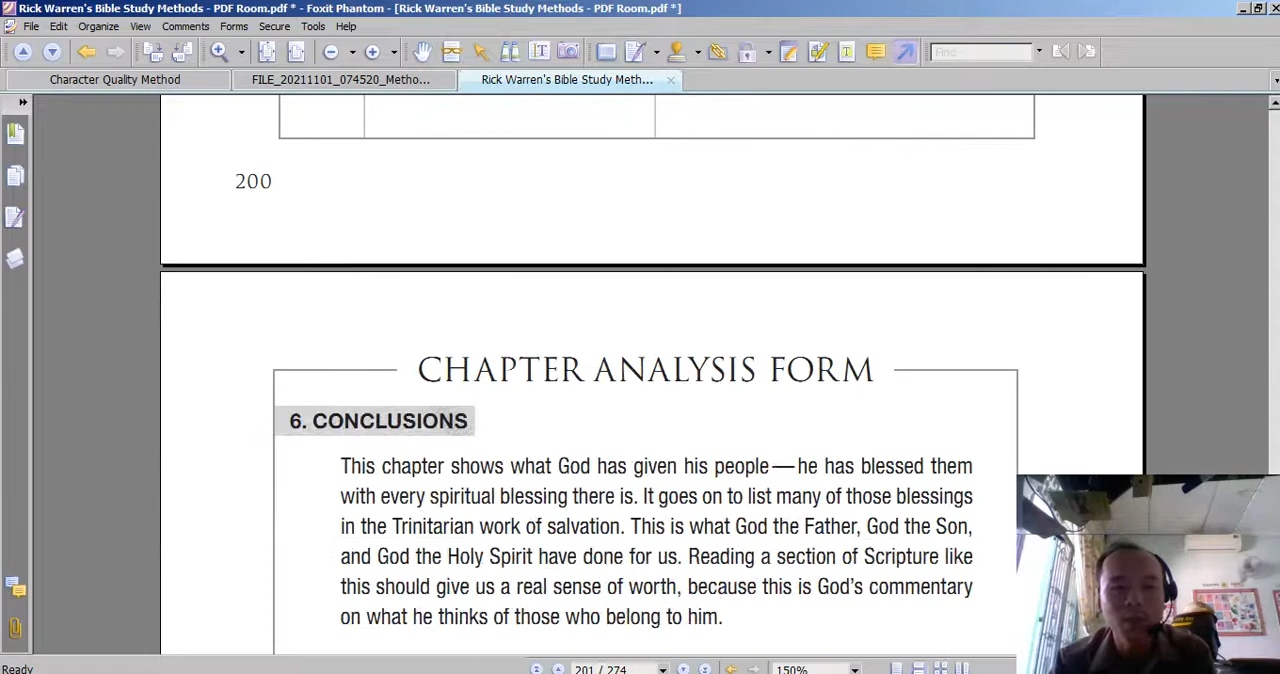 Rick Warren's Bible Study Methods - PDF Room.pdf * - Foxit Phantom - [Rick Warren's Bible Study Methods - PDF Room.pdf *]
File Edit Organize View Comments Forms Secure Tools Help
Find
Character Quality Method FILE_20211101_074520_Metho... Rick Warren's Bible Study Meth...
200
CHAPTER ANALYSIS FORM
6. CONCLUSIONS
This chapter shows what God has given his people — he has blessed them
with every spiritual blessing there is. It goes on to list many of those blessings
in the Trinitarian work of salvation. This is what God the Father, God the Son,
and God the Holy Spirit have done for us. Reading a section of Scripture like
this should give us a real sense of worth, because this is God's commentary
on what he thinks of those who belong to him.
Ready 201 / 274 150%